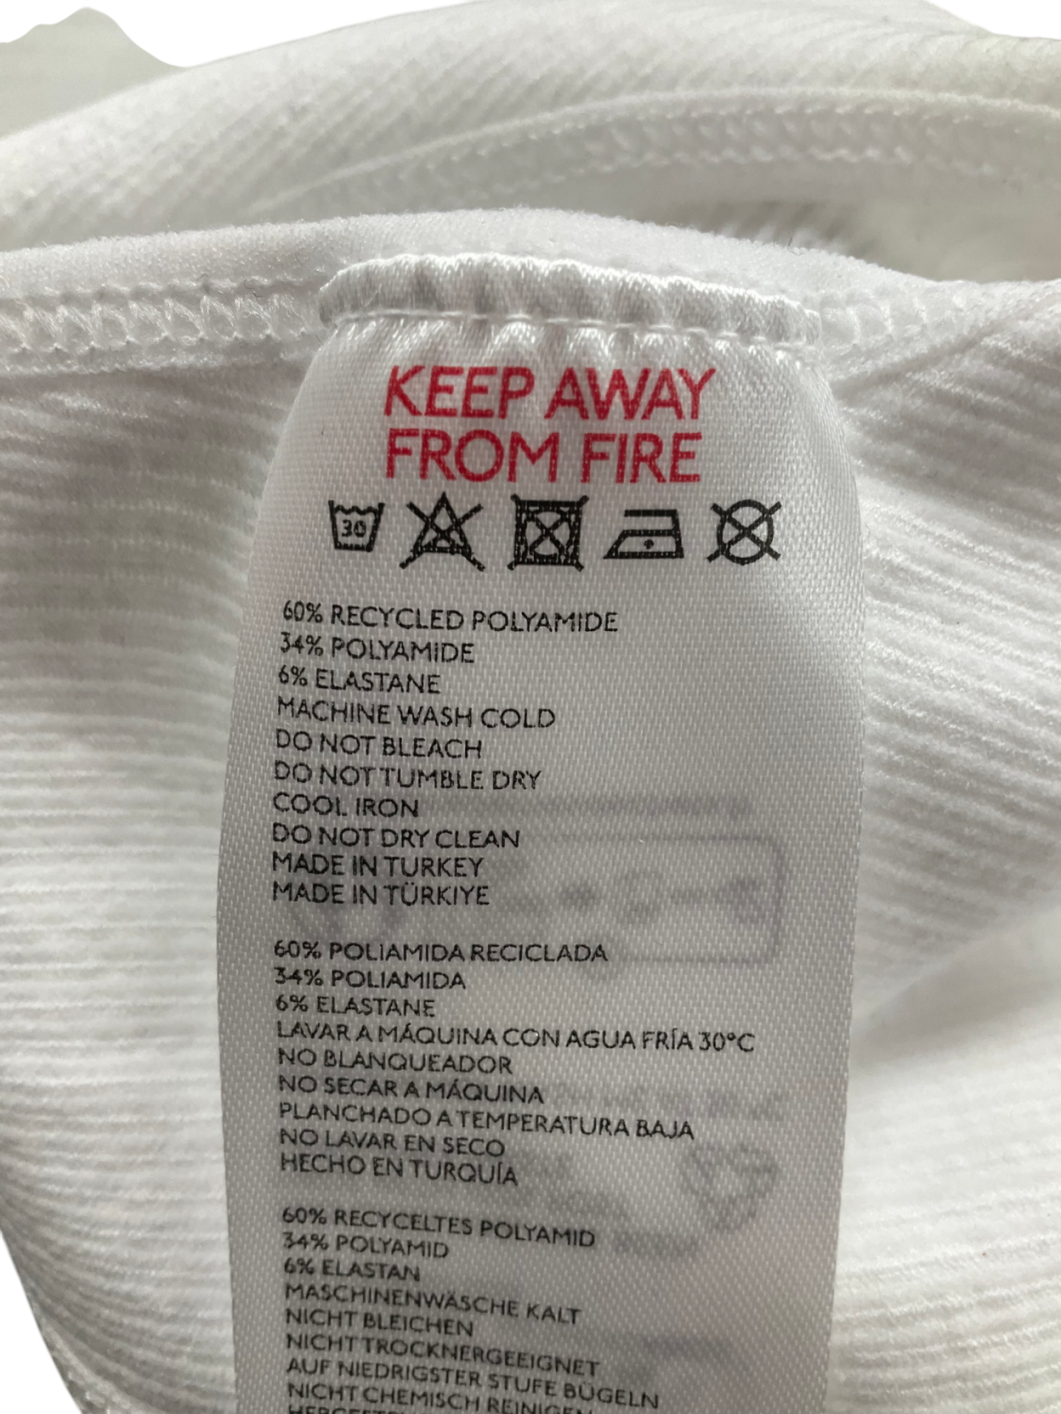 KEEP AWAY
FROM FIRE
30
60% RECYCLED POLYAMIDE
34% POLYAMIDE
6% ELASTANE
MACHINE WASH COLD
DO NOT BLEACH
DO NOT TUMBLE DRY
COOL IRON
DO NOT DRY CLEAN
MADE IN TURKEY
MADE IN TÜRKIYE
60% POLIAMIDA RECICLADA
34% POLIAMIDA
6% ELASTANE
LAVAR A MÁQUINA CON AGUA FRÍA 30°C
NO BLANQUEADOR
NO SECAR A MÁQUINA
PLANCHADO A TEMPERATURA BAJA
NO LAVAR EN SECO
HECHO EN TURQUÍA
60% RECYCELTES POLYAMID
34% POLYAMID
6% ELASTAN
MASCHINENWÄSCHE KALT
NICHT BLEICHEN
NICHT TROCKNERGEEIGNET
AUF NIEDRIGSTER STUFE BÜGELN
NICHT CHEMISCH REINIGEN